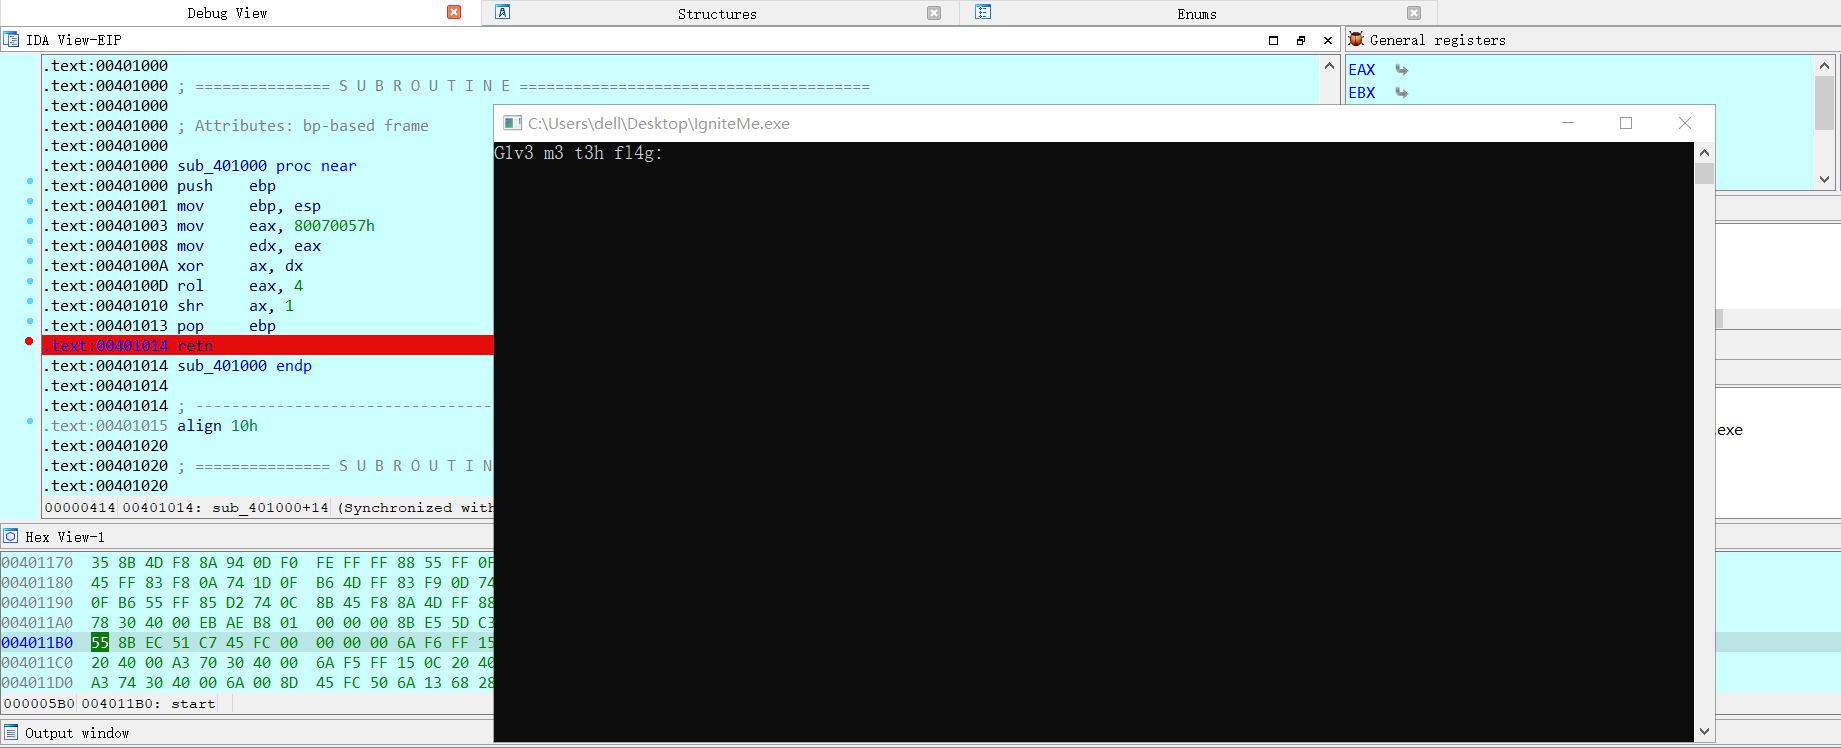 Debug View
Structures
Enums
IDA View-EIP
.text:00401000
.text:00401000 ; =============== S U B R O U T I N E =======================================
.text:00401000
.text:00401000 ; Attributes: bp-based frame
.text:00401000
.text:00401000 sub_401000 proc near
.text:00401000 push    ebp
.text:00401001 mov     ebp, esp
.text:00401003 mov     eax, 80070057h
.text:00401008 mov     edx, eax
.text:0040100A xor     ax, dx
.text:0040100D rol     eax, 4
.text:00401010 shr     ax, 1
.text:00401013 pop     ebp
.text:00401014 retn
.text:00401014 sub_401000 endp
.text:00401014
.text:00401014 ; ---------------------------------
.text:00401015 align 10h
.text:00401020
.text:00401020 ; =============== S U B R O U T I N
.text:00401020
00000414 00401014: sub_401000+14 (Synchronized with
Hex View-1
00401170  35 8B 4D F8 8A 94 0D F0  FE FF FF 88 55 FF 0F
00401180  45 FF 83 F8 0A 74 1D 0F  B6 4D FF 83 F9 0D 74
00401190  0F B6 55 FF 85 D2 74 0C  8B 45 F8 8A 4D FF 88
004011A0  78 30 40 00 EB AE B8 01  00 00 00 8B E5 5D C3
004011B0  55 8B EC 51 C7 45 FC 00  00 00 00 6A F6 FF 15
004011C0  20 40 00 A3 70 30 40 00  6A F5 FF 15 0C 20 40
004011D0  A3 74 30 40 00 6A 00 8D  45 FC 50 6A 13 68 28
000005B0 004011B0: start
Output window
General registers
EAX
EBX
C:\Users\dell\Desktop\IgniteMe.exe
G1v3 m3 t3h fl4g:
.exe